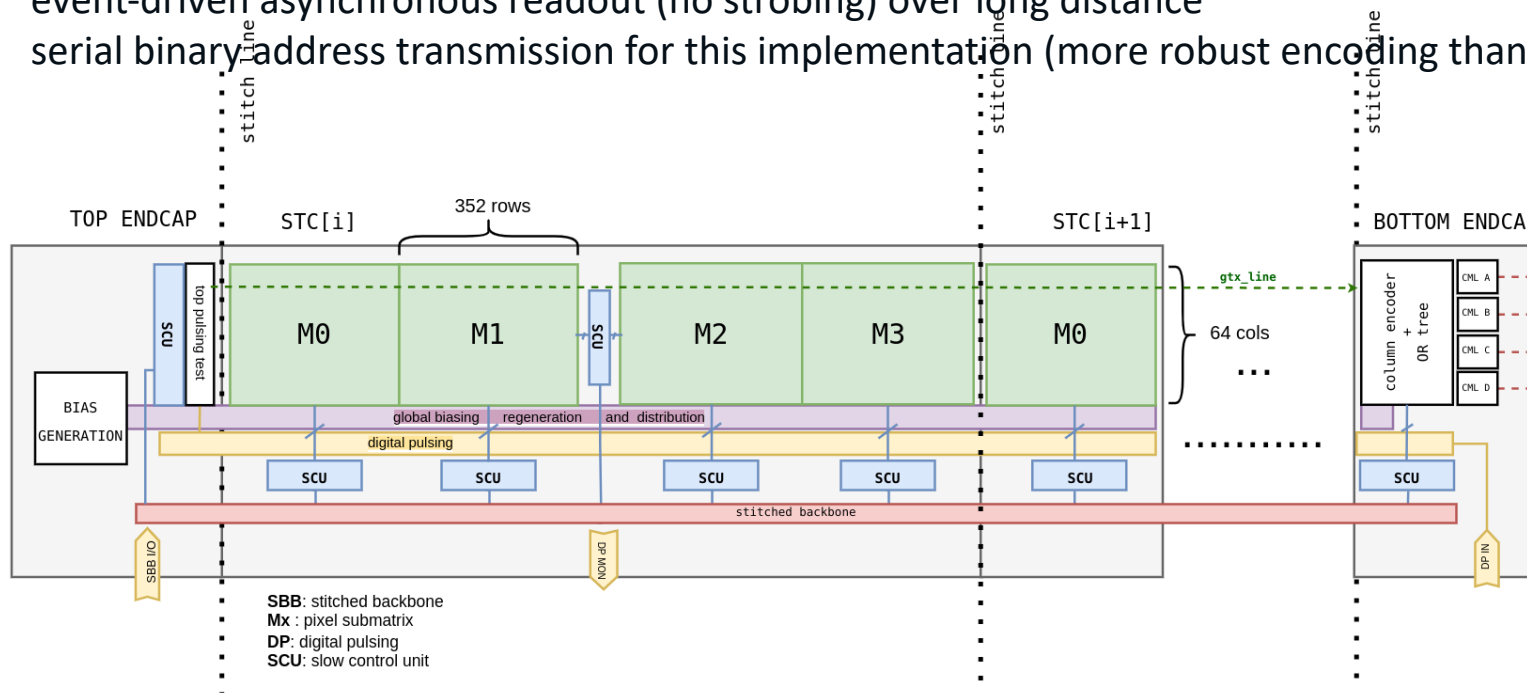 event-driven asynchronous readout (no strobing) over long distance
serial binary address transmission for this implementation (more robust encoding than
stitch line
stitch line
stitch line
352 rows
TOP ENDCAP
STC[i]
STC[i+1]
BOTTOM ENDCA
SCU
top pulsing test
M0
M1
SCU
M2
M3
M0
gtx_line
64 cols
...
column encoder
+
OR tree
CML A
CML B
CML C
CML D
BIAS
GENERATION
global biasing regeneration and distribution
digital pulsing
SCU
SCU
SCU
SCU
SCU
SCU
stitched backbone
SBB I/O
DP MON
DP IN
SBB: stitched backbone
Mx : pixel submatrix
DP: digital pulsing
SCU: slow control unit